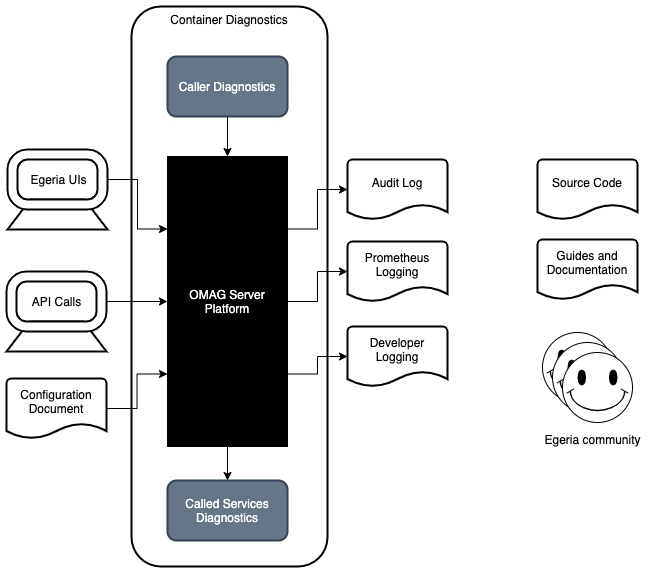 Container Diagnostics
Caller Diagnostics
Egeria UIs
API Calls
Configuration
Document
OMAG Server
Platform
Audit Log
Prometheus
Logging
Developer
Logging
Called Services
Diagnostics
Source Code
Guides and
Documentation
Egeria community